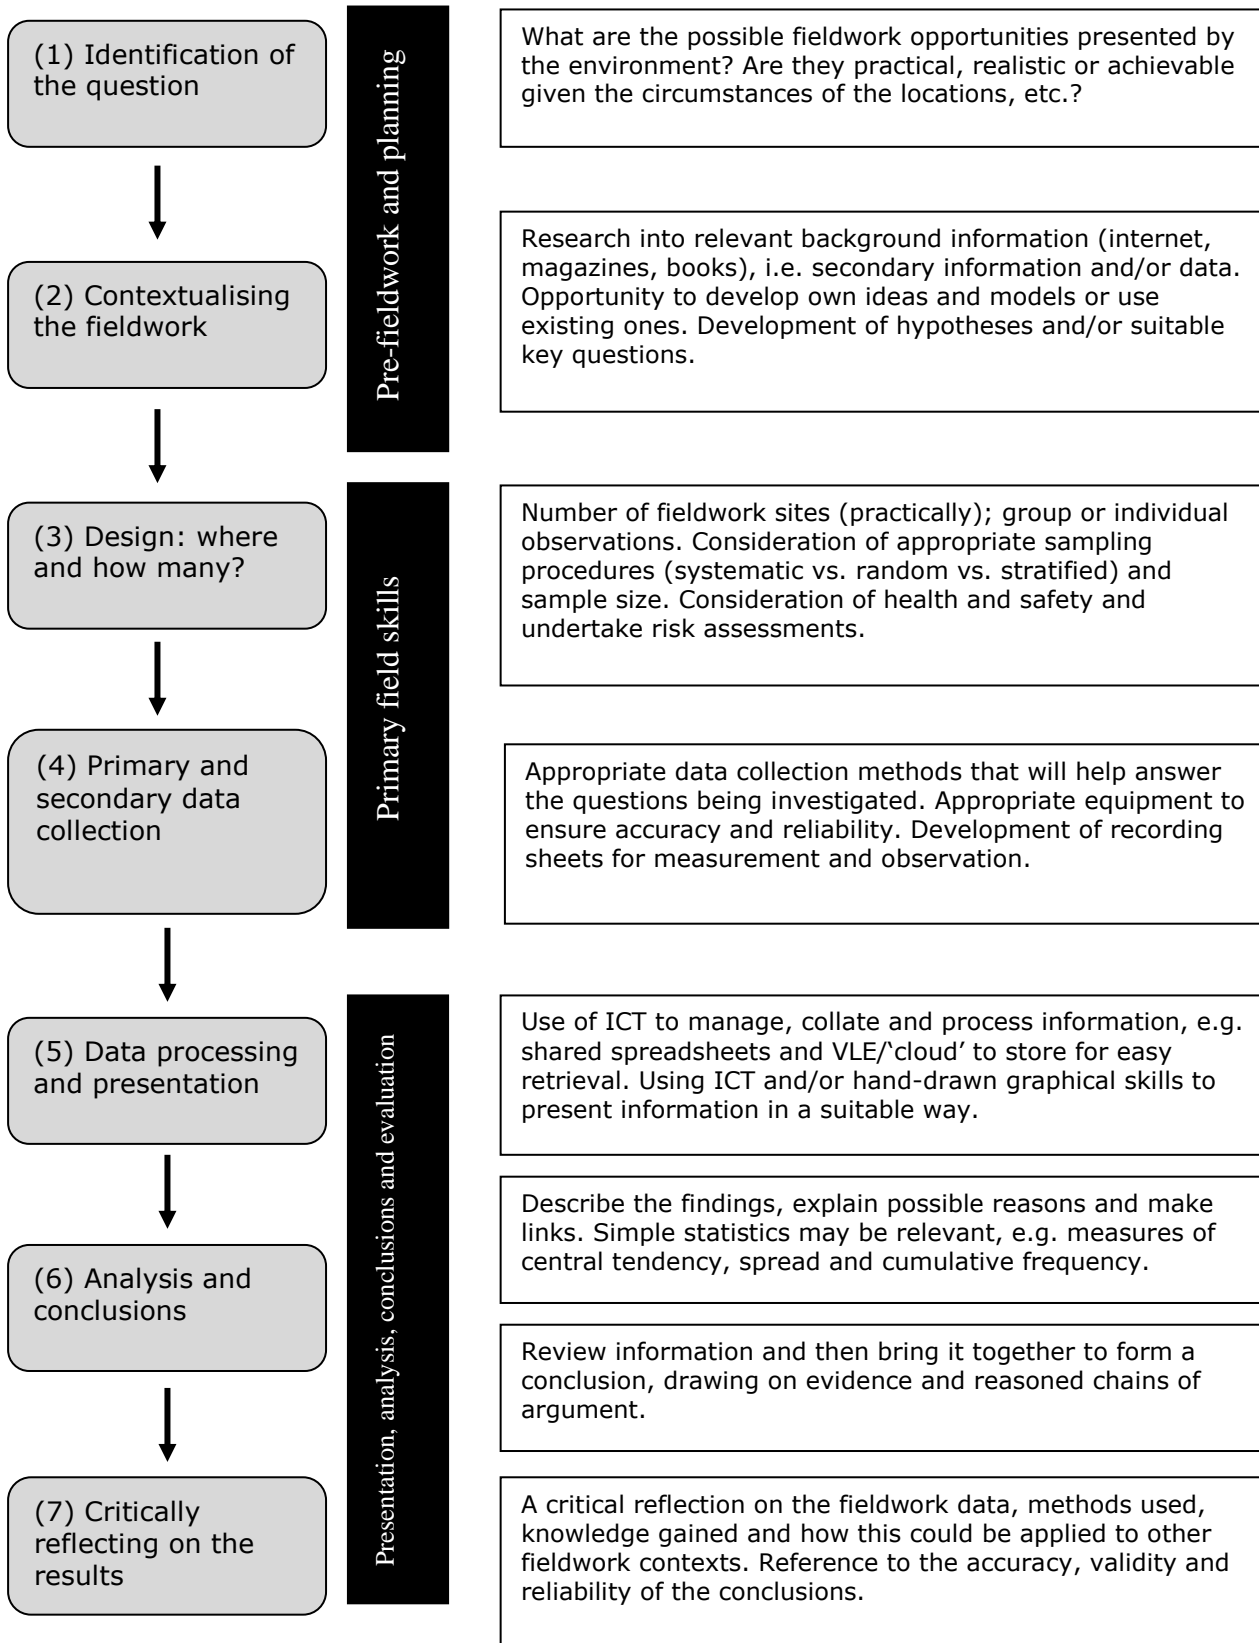 (1) Identification of
the question
Pre-fieldwork and planning
What are the possible fieldwork opportunities presented by
the environment? Are they practical, realistic or achievable
given the circumstances of the locations, etc.?
(2) Contextualising
the fieldwork
Research into relevant background information (internet,
magazines, books), i.e. secondary information and/or data.
Opportunity to develop own ideas and models or use
existing ones. Development of hypotheses and/or suitable
key questions.
(3) Design: where
and how many?
Primary field skills
Number of fieldwork sites (practically); group or individual
observations. Consideration of appropriate sampling
procedures (systematic vs. random vs. stratified) and
sample size. Consideration of health and safety and
undertake risk assessments.
(4) Primary and
secondary data
collection
Appropriate data collection methods that will help answer
the questions being investigated. Appropriate equipment to
ensure accuracy and reliability. Development of recording
sheets for measurement and observation.
(5) Data processing
and presentation
Presentation, analysis, conclusions and evaluation
Use of ICT to manage, collate and process information, e.g.
shared spreadsheets and VLE/‘cloud’ to store for easy
retrieval. Using ICT and/or hand-drawn graphical skills to
present information in a suitable way.
(6) Analysis and
conclusions
Describe the findings, explain possible reasons and make
links. Simple statistics may be relevant, e.g. measures of
central tendency, spread and cumulative frequency.
Review information and then bring it together to form a
conclusion, drawing on evidence and reasoned chains of
argument.
(7) Critically
reflecting on the
results
A critical reflection on the fieldwork data, methods used,
knowledge gained and how this could be applied to other
fieldwork contexts. Reference to the accuracy, validity and
reliability of the conclusions.